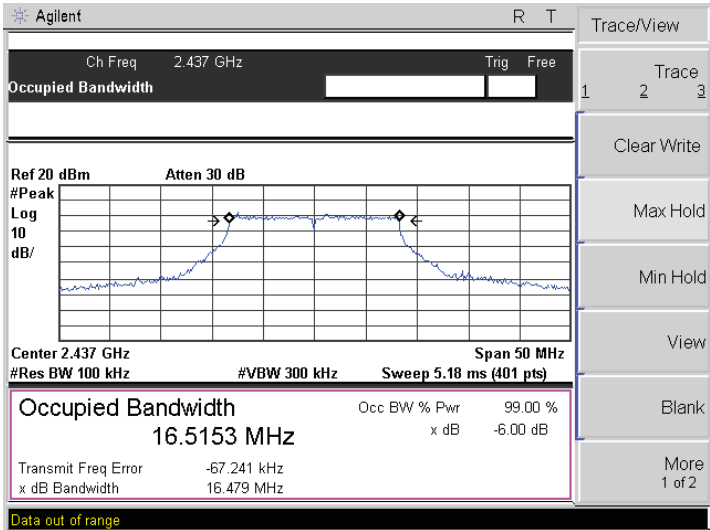 Agilent R T
Ch Freq 2.437 GHz Trig Free
Occupied Bandwidth
Ref 20 dBm Atten 30 dB
#Peak
Log
10
dB/
Center 2.437 GHz Span 50 MHz
#Res BW 100 kHz #VBW 300 kHz Sweep 5.18 ms (401 pts)
Occupied Bandwidth Occ BW % Pwr 99.00 %
16.5153 MHz x dB -6.00 dB
Transmit Freq Error -67.241 kHz
x dB Bandwidth 16.479 MHz
Data out of range
Trace/View
Trace
1 2 3
Clear Write
Max Hold
Min Hold
View
Blank
More
1 of 2